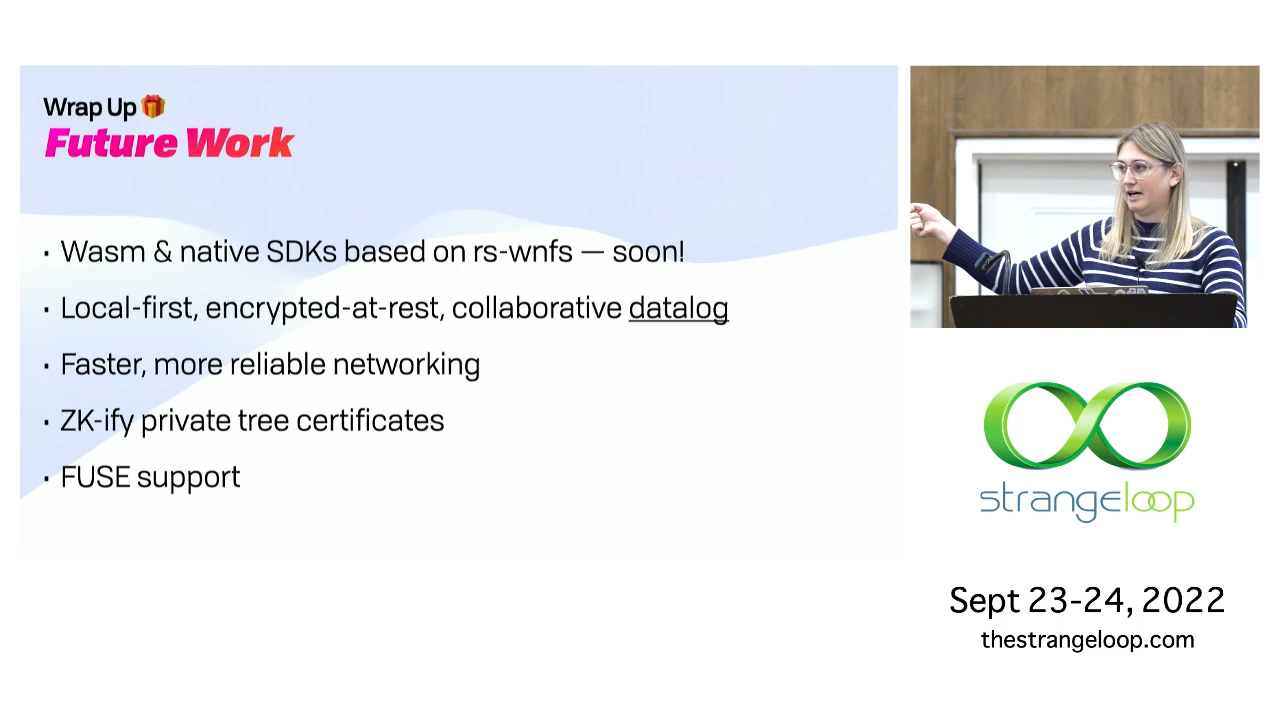 Wrap Up 🎁
Future Work
· Wasm & native SDKs based on rs-wnfs — soon!
· Local-first, encrypted-at-rest, collaborative datalog
· Faster, more reliable networking
· ZK-ify private tree certificates
· FUSE support
strangeloop
Sept 23-24, 2022
thestrangeloop.com